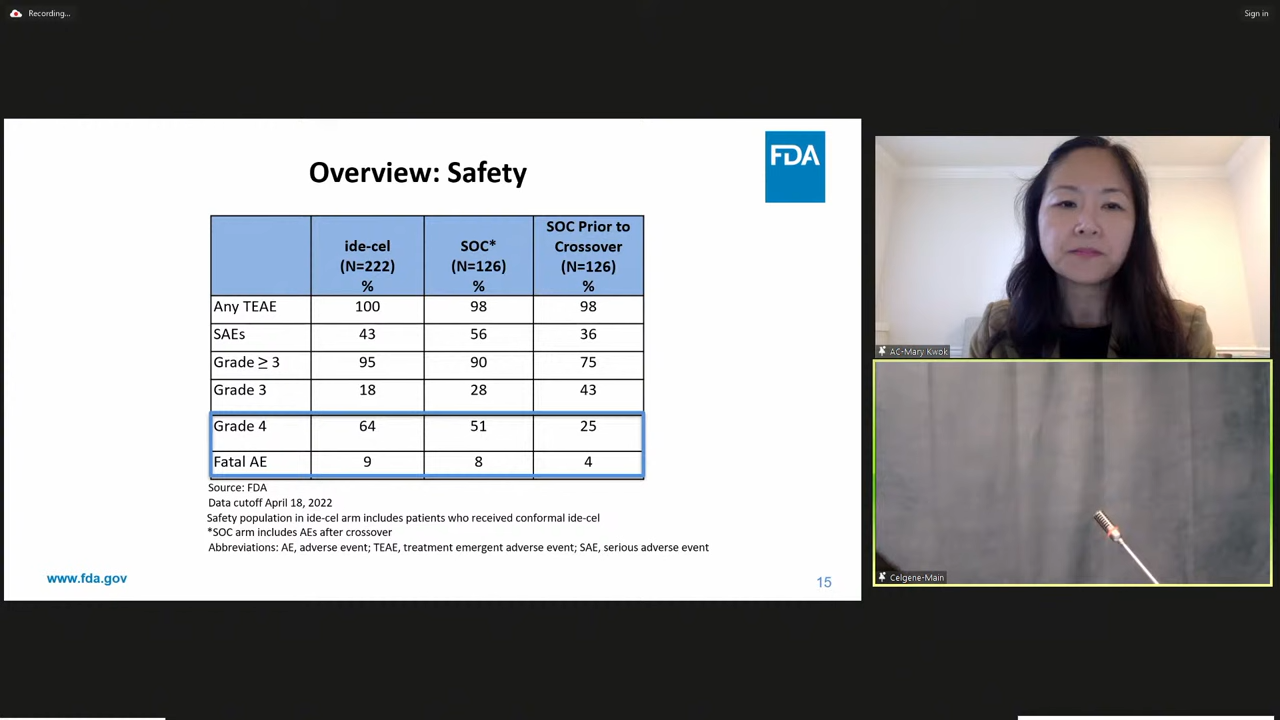 Recording...
Sign in
FDA
Overview: Safety
ide-cel (N=222) %
SOC* (N=126) %
SOC Prior to Crossover (N=126) %
Any TEAE 100 98 98
SAEs 43 56 36
Grade ≥ 3 95 90 75
Grade 3 18 28 43
Grade 4 64 51 25
Fatal AE 9 8 4
Source: FDA
Data cutoff April 18, 2022
Safety population in ide-cel arm includes patients who received conformal ide-cel
*SOC arm includes AEs after crossover
Abbreviations: AE, adverse event; TEAE, treatment emergent adverse event; SAE, serious adverse event
www.fda.gov
15
AC-Mary Kwok
Celgene-Main